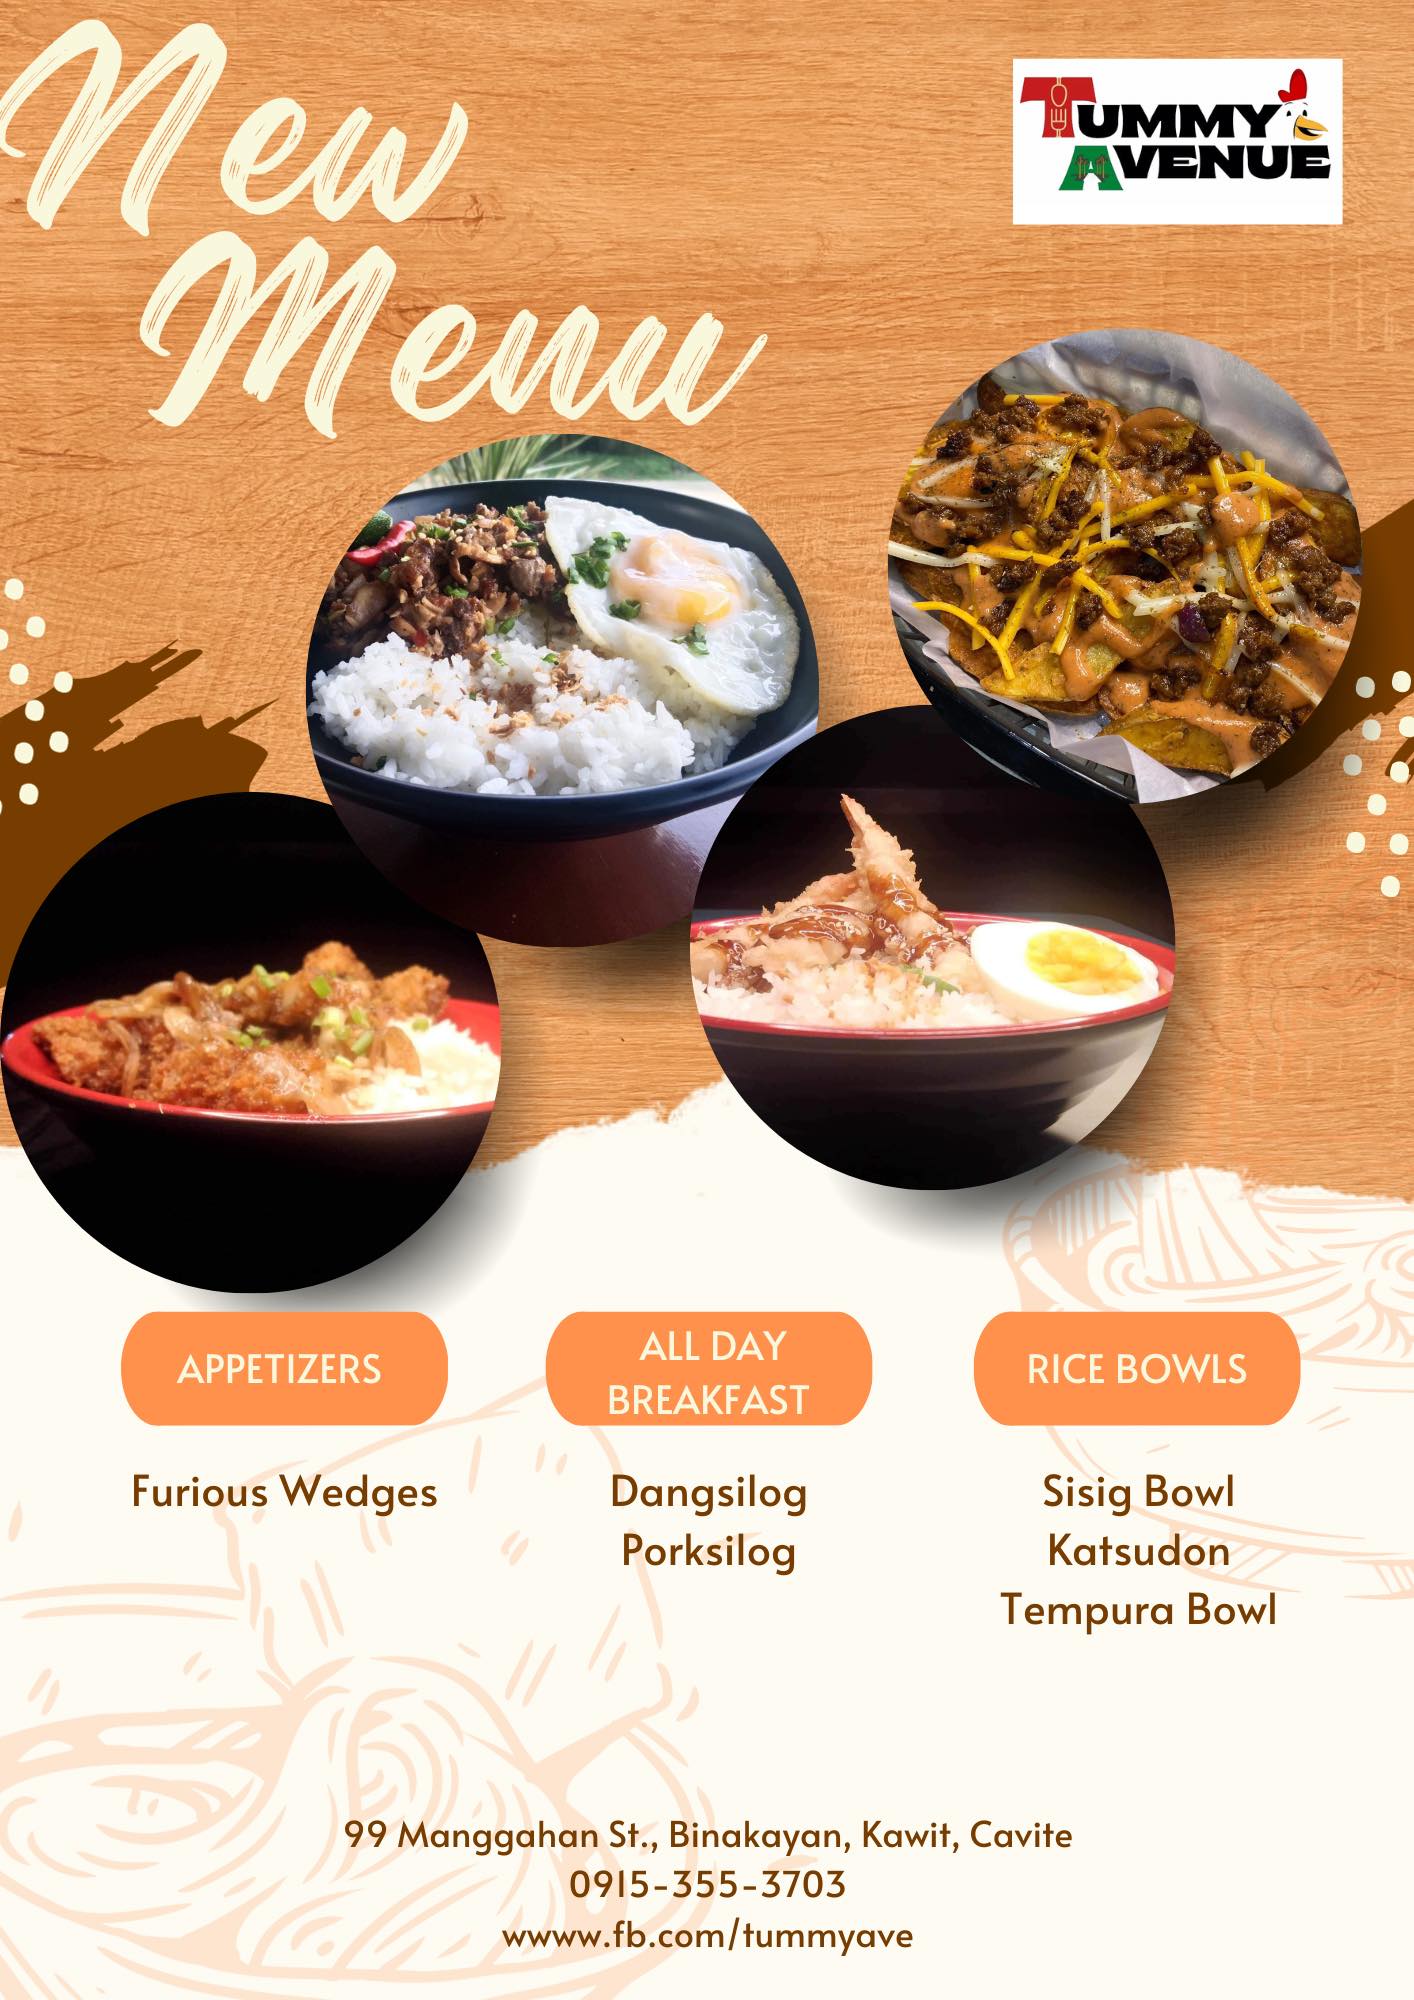 New
Menu
TUMMY
AVENUE
APPETIZERS
Furious Wedges
ALL DAY
BREAKFAST
Dangsilog
Porksilog
RICE BOWLS
Sisig Bowl
Katsudon
Tempura Bowl
99 Manggahan St., Binakayan, Kawit, Cavite
0915-355-3703
wwww.fb.com/tummyave